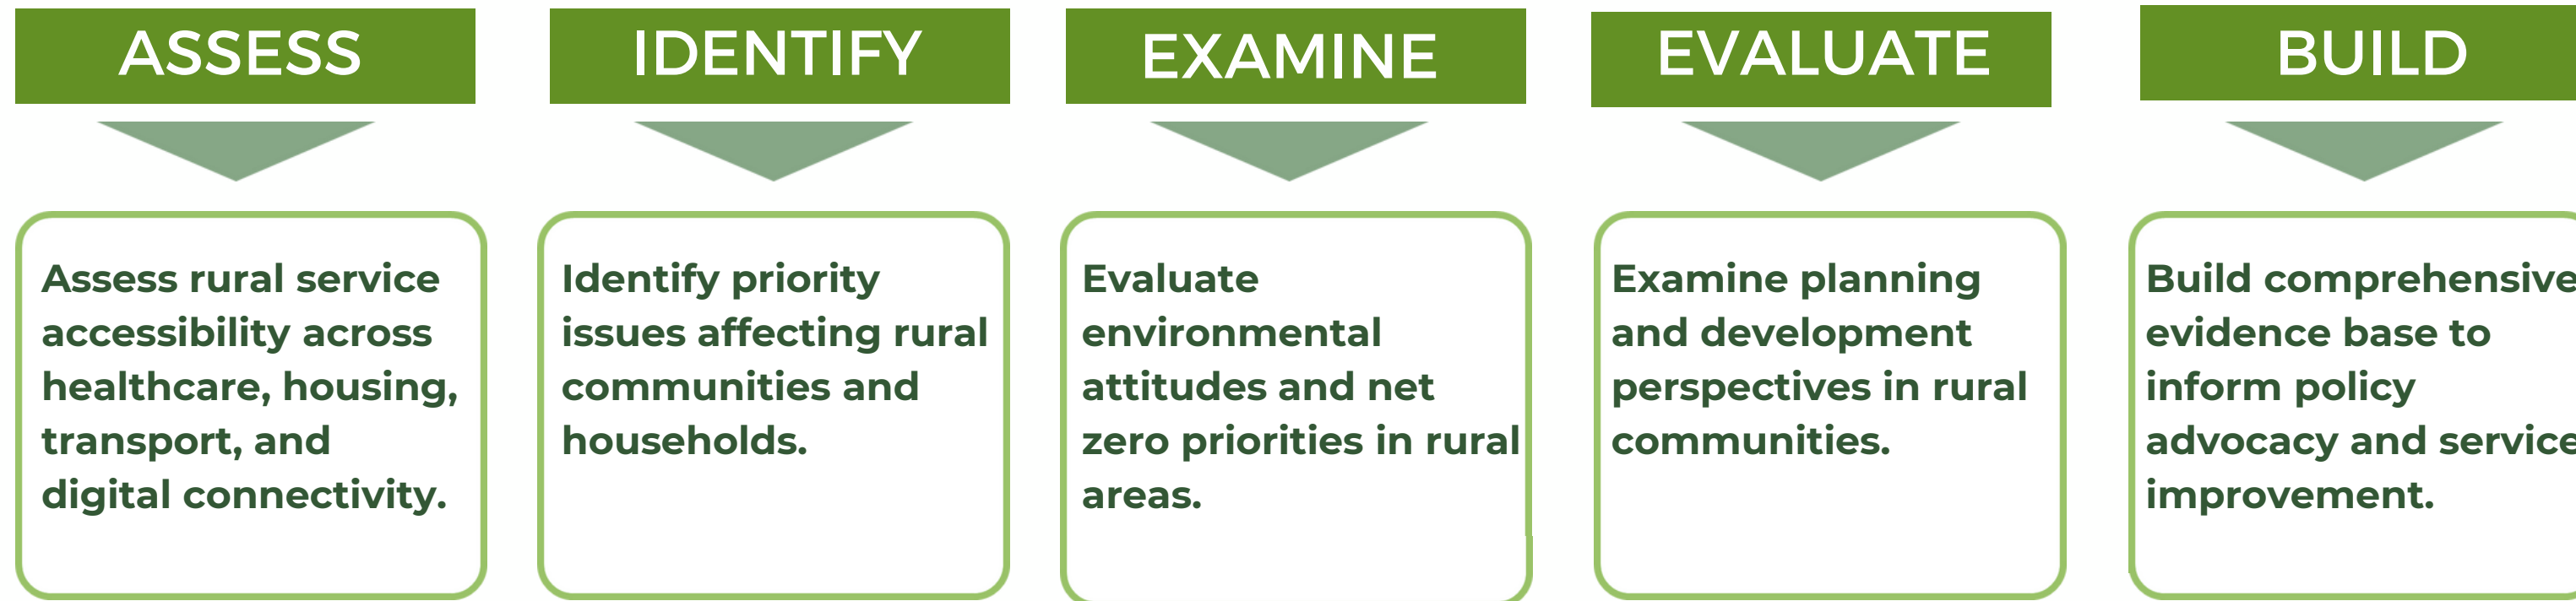 ASSESS
IDENTIFY
EXAMINE
EVALUATE
BUILD
Assess rural service
accessibility across
healthcare, housing,
transport, and
digital connectivity.
Identify priority
issues affecting rural
communities and
households.
Evaluate
environmental
attitudes and net
zero priorities in rural
areas.
Examine planning
and development
perspectives in rural
communities.
Build comprehensive
evidence base to
inform policy
advocacy and service
improvement.